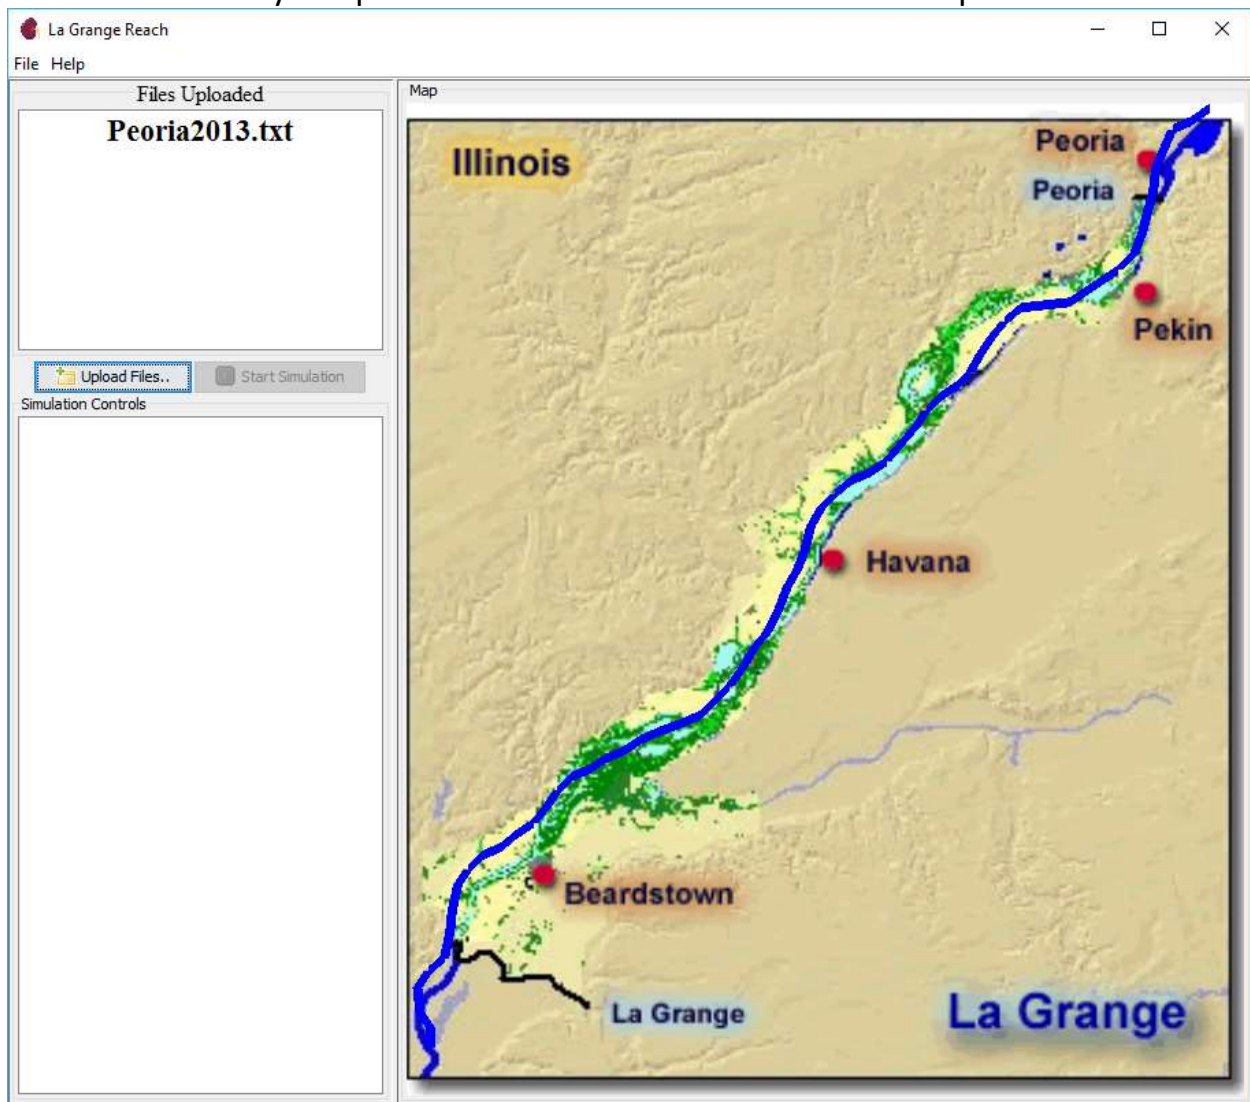 La Grange Reach
File Help
Files Uploaded
Peoria2013.txt
Upload Files..
Start Simulation
Simulation Controls
Map
Illinois
Peoria
Peoria
Pekin
Havana
Beardstown
La Grange
La Grange